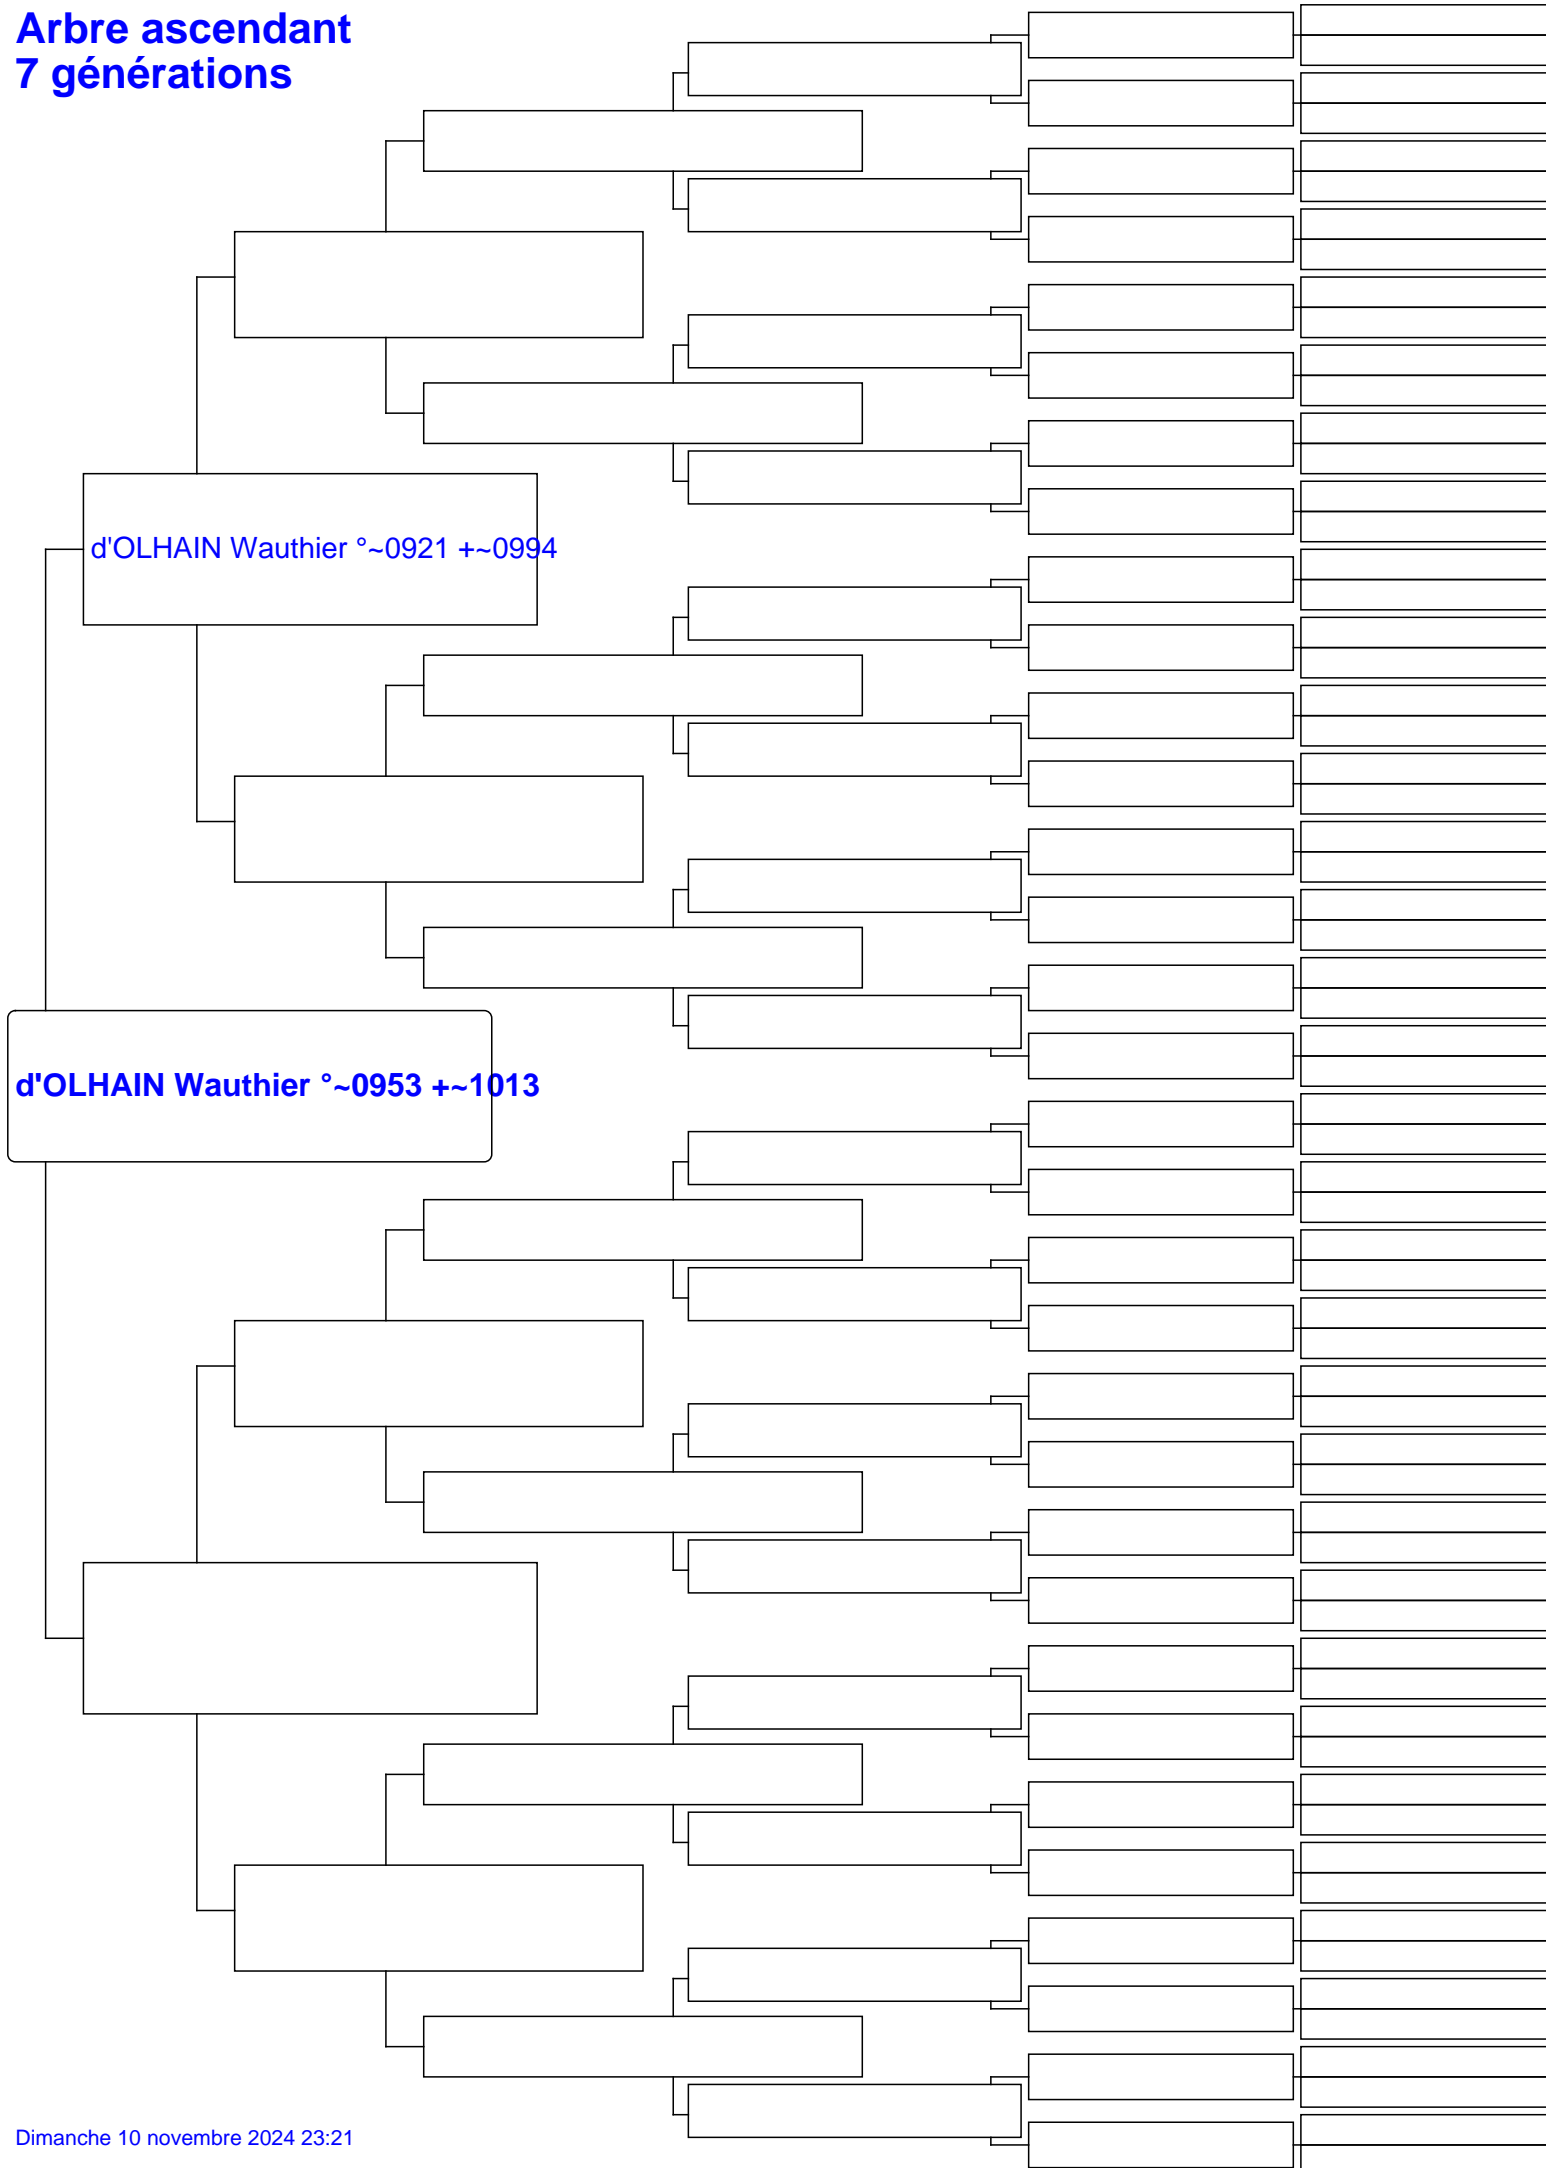 Arbre ascendant
7 générations
d'OLHAIN Wauthier °~0921 +~0994
d'OLHAIN Wauthier °~0953 +~1013
Dimanche 10 novembre 2024 23:21